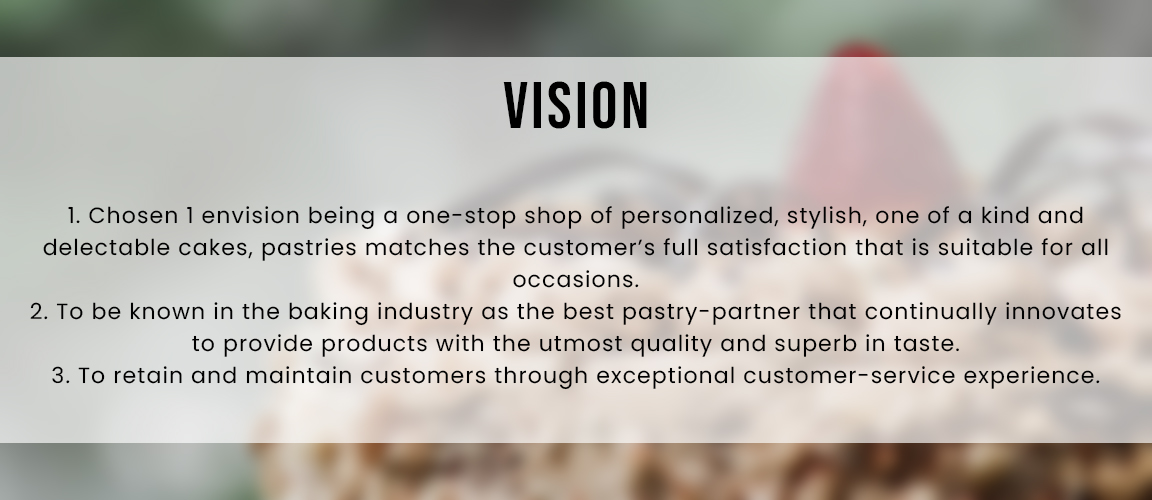 VISION
1. Chosen 1 envision being a one-stop shop of personalized, stylish, one of a kind and
delectable cakes, pastries matches the customer's full satisfaction that is suitable for all
occasions.
2. To be known in the baking industry as the best pastry-partner that continually innovates
to provide products with the utmost quality and superb in taste.
3. To retain and maintain customers through exceptional customer-service experience.